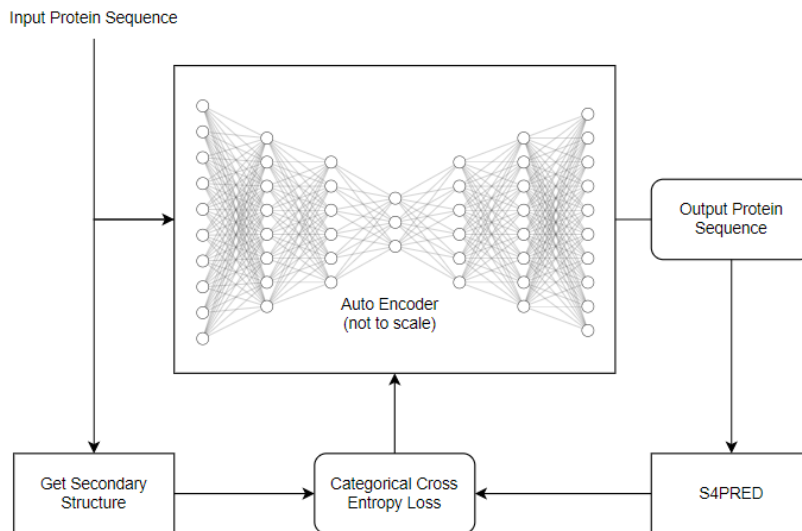 Input Protein Sequence
Output Protein
Sequence
Auto Encoder
(not to scale)
Get Secondary
Structure
Categorical Cross
Entropy Loss
S4PRED